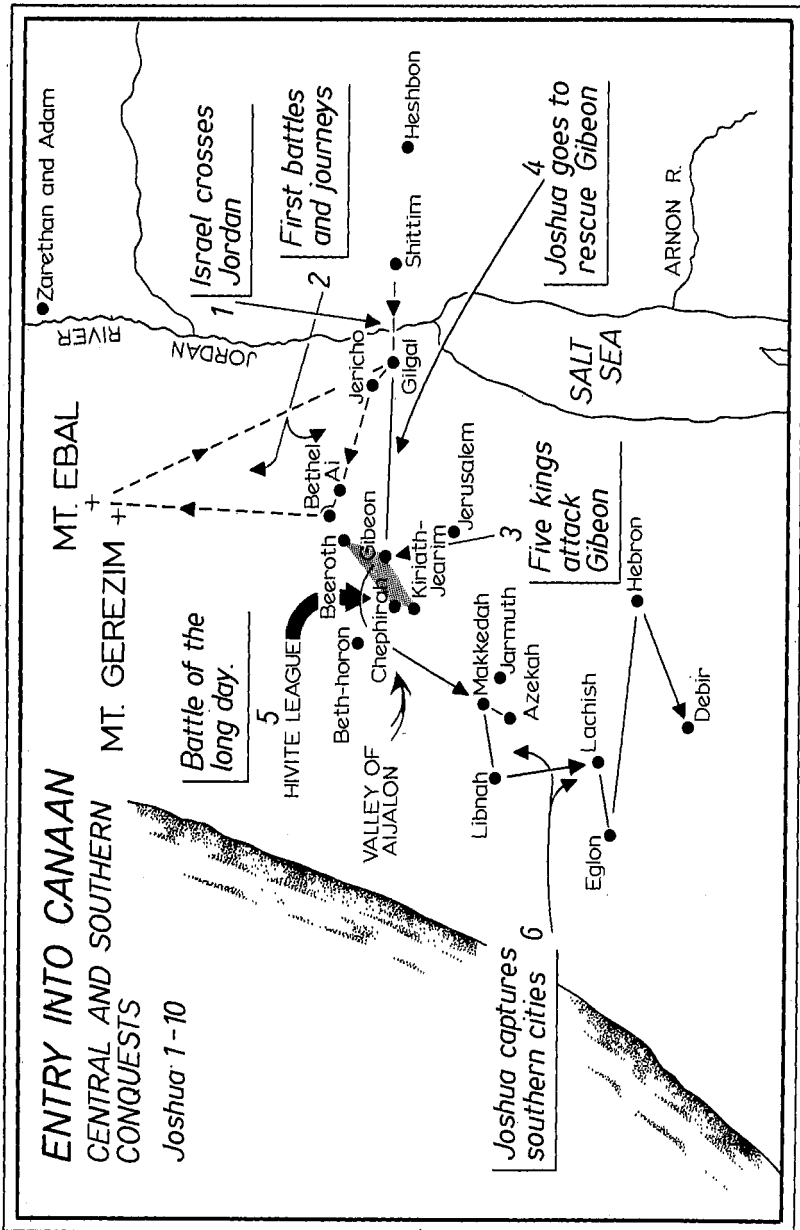 ENTRY INTO CANAAN
CENTRAL AND SOUTHERN
CONQUESTS
Joshua 1-10
MT. EBAL
MT. GEREZIM
Zarethan and Adam
RIVER
JORDAN
1
Israel crosses
Jordan
2
First battles
and journeys
Battle of the
long day.
5
HIVITE LEAGUE
Bethel
Ai
Jericho
Gilgal
Shittim
Heshbon
Beeroth
Gibeon
Beth-horon
Chephirah
Kiriath-
Jearim
Jerusalem
VALLEY OF
AIJALON
3
Five kings
attack
Gibeon
4
Joshua goes to
rescue Gibeon
Makkedah
Jarmuth
Azekah
Libnah
Lachish
Eglon
Hebron
Debir
SALT
SEA
ARNON R.
Joshua captures
southern cities
6